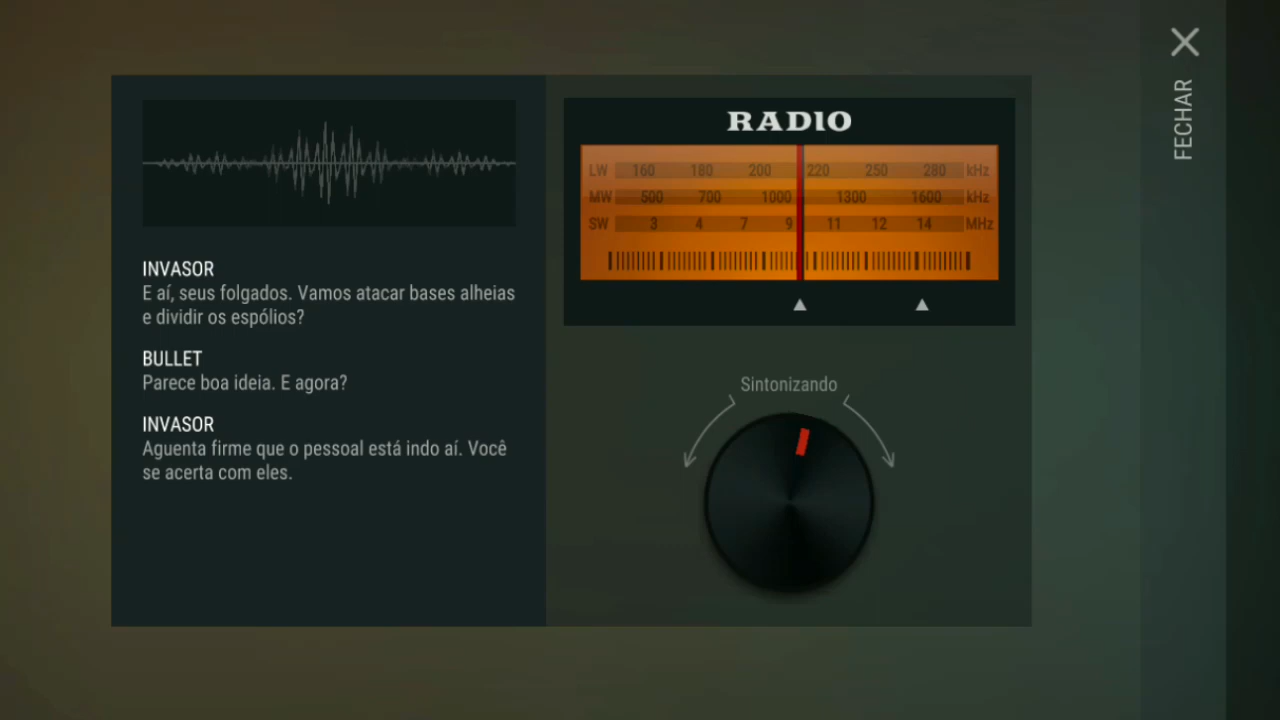 FECHAR
RADIO
LW 160 180 200 220 250 280 kHz
MW 500 700 1000 1300 1600 kHz
SW 3 4 7 9 11 12 14 MHz
INVASOR
E aí, seus folgados. Vamos atacar bases alheias
e dividir os espólios?
BULLET
Parece boa ideia. E agora?
INVASOR
Aguenta firme que o pessoal está indo aí. Você
se acerta com eles.
Sintonizando